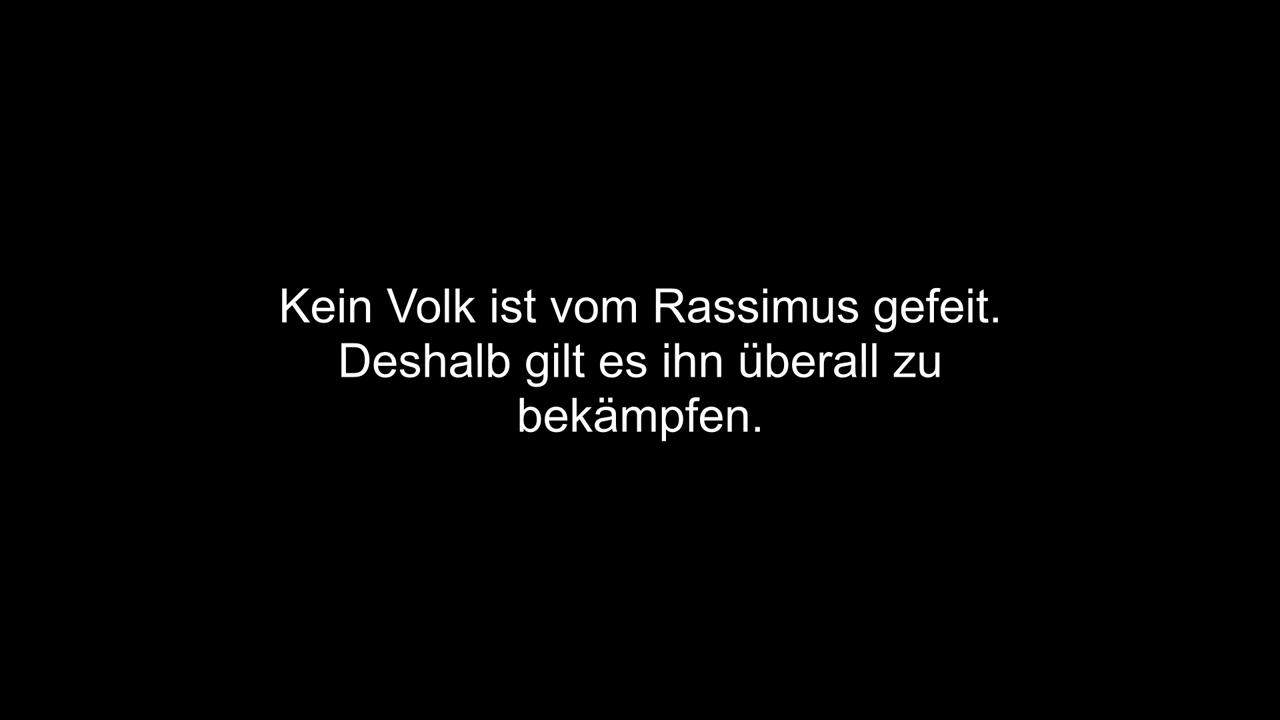 Kein Volk ist vom Rassimus gefeit.
Deshalb gilt es ihn überall zu
bekämpfen.